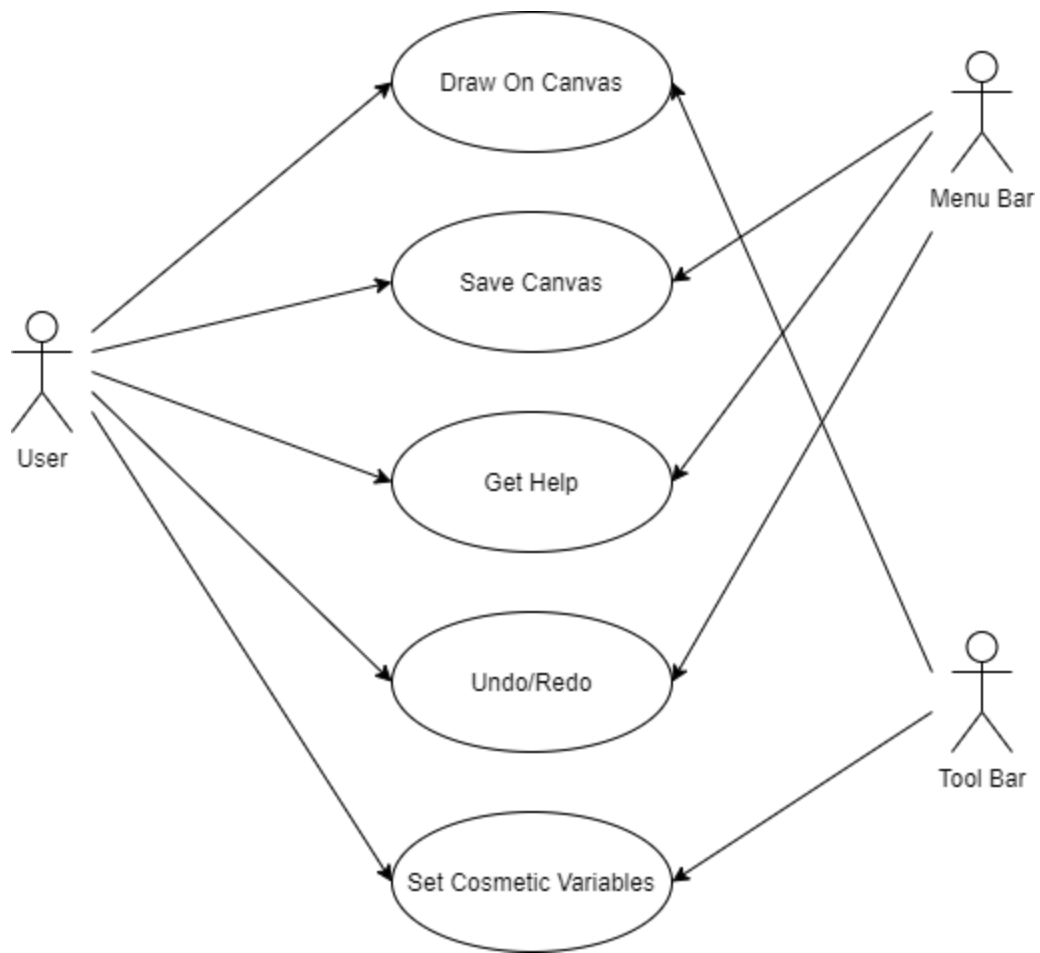 Draw On Canvas
Menu Bar
Save Canvas
User
Get Help
Undo/Redo
Tool Bar
Set Cosmetic Variables